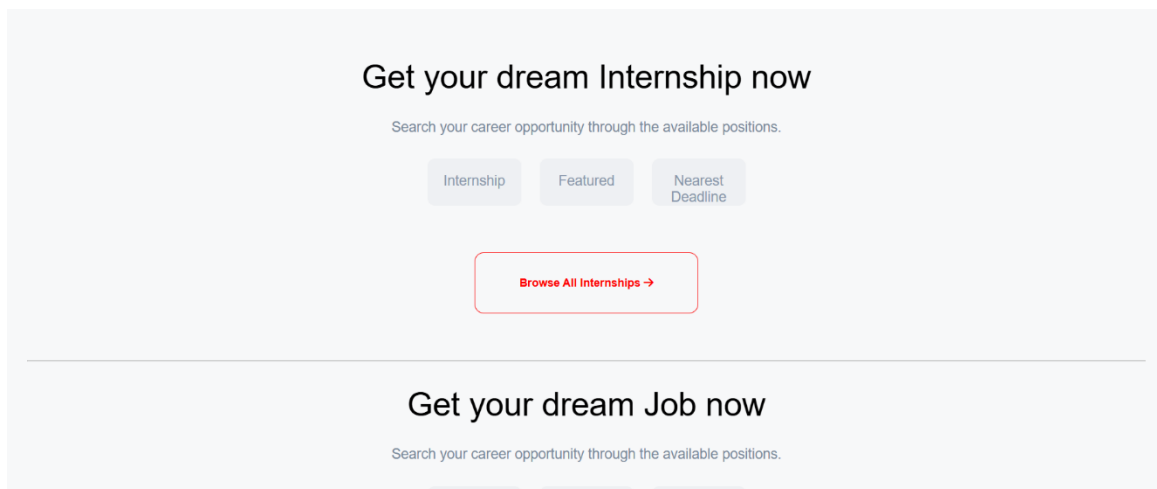 Get your dream Internship now
Search your career opportunity through the available positions.
Internship
Featured
Nearest
Deadline
Browse All Internships →
Get your dream Job now
Search your career opportunity through the available positions.